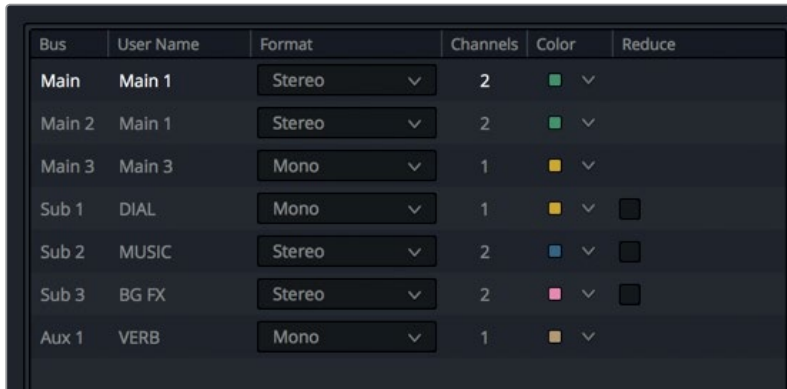 Bus User Name Format Channels Color Reduce
Main Main 1 Stereo 2
Main 2 Main 1 Stereo 2
Main 3 Main 3 Mono 1
Sub 1 DIAL Mono 1
Sub 2 MUSIC Stereo 2
Sub 3 BG FX Stereo 2
Aux 1 VERB Mono 1